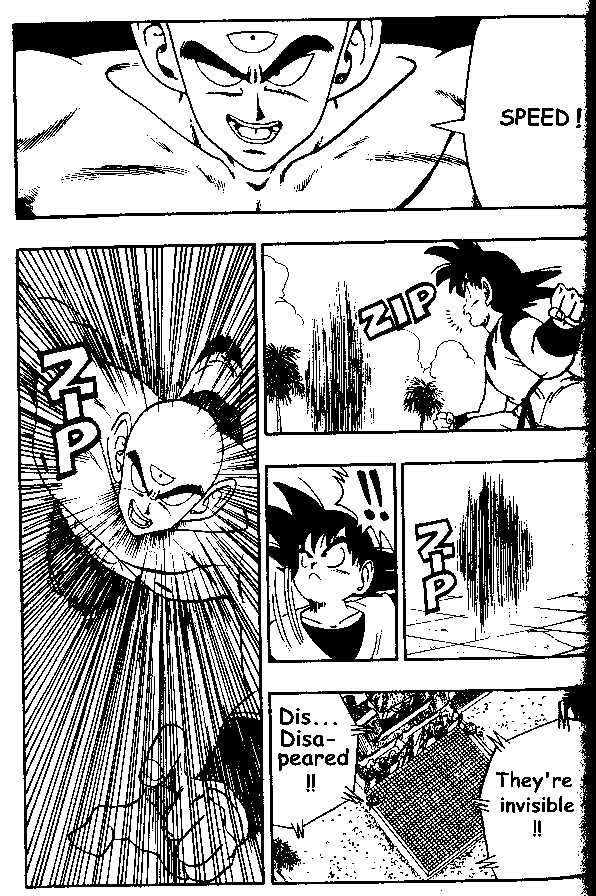 SPEED!
ZIP
ZIP
ZIP
!!
They're
invisible
!!
Dis...
Disa-
peared
!!